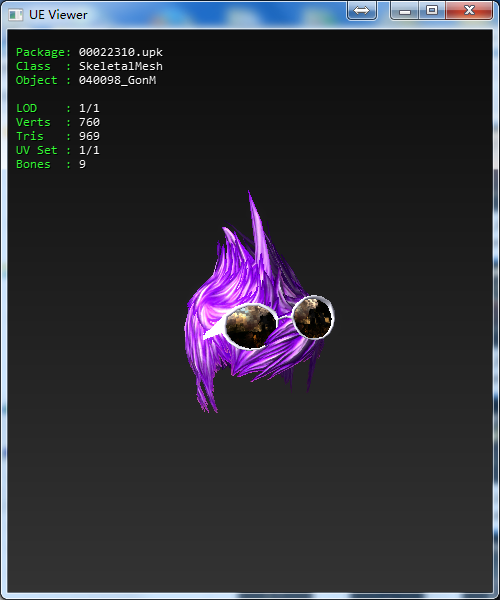 UE Viewer
Package: 00022310.upk
Class : SkeletalMesh
Object : 040098_GonM
LOD : 1/1
Verts : 760
Tris : 969
UV Set : 1/1
Bones : 9